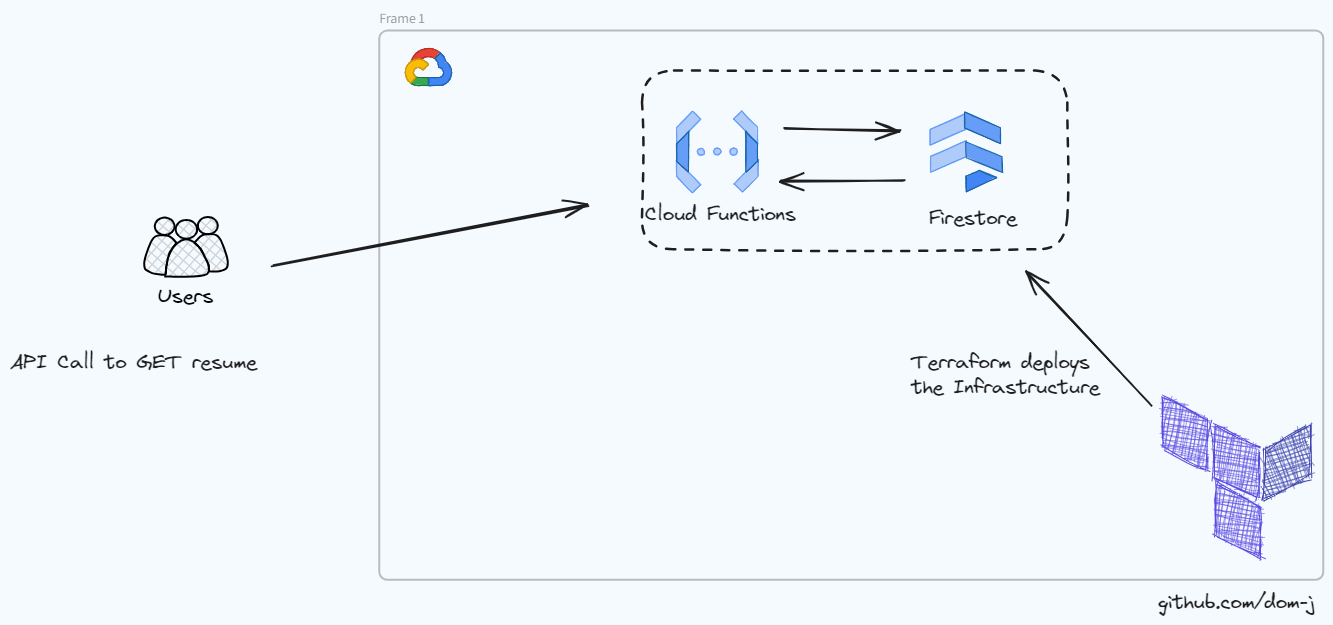 Frame 1
Cloud Functions
Firestore
Users
API Call to GET resume
Terraform deploys
the Infrastructure
github.com/dom-j